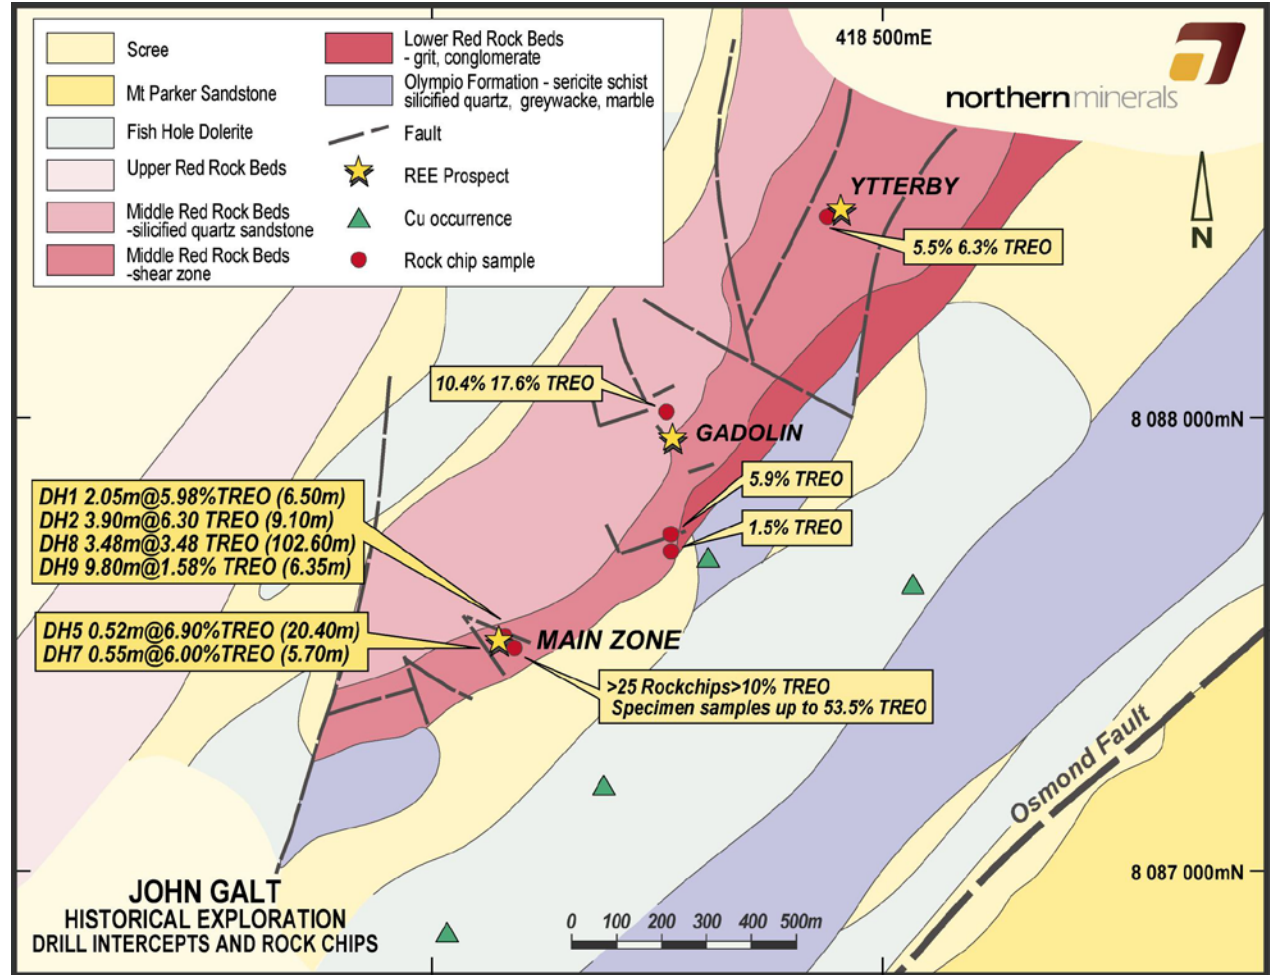 Scree
Mt Parker Sandstone
Fish Hole Dolerite
Upper Red Rock Beds
Middle Red Rock Beds
-silicified quartz sandstone
Middle Red Rock Beds
-shear zone
Lower Red Rock Beds
- grit, conglomerate
Olympio Formation - sericite schist
silicified quartz, greywacke, marble
Fault
REE Prospect
Cu occurrence
Rock chip sample
418 500mE
northernminerals
N
YTTERBY
5.5% 6.3% TREO
10.4% 17.6% TREO
GADOLIN
8 088 000mN
5.9% TREO
1.5% TREO
DH1 2.05m@5.98%TREO (6.50m)
DH2 3.90m@6.30 TREO (9.10m)
DH8 3.48m@3.48 TREO (102.60m)
DH9 9.80m@1.58% TREO (6.35m)
DH5 0.52m@6.90%TREO (20.40m)
DH7 0.55m@6.00%TREO (5.70m)
MAIN ZONE
>25 Rockchips>10% TREO
Specimen samples up to 53.5% TREO
Osmond Fault
8 087 000mN
JOHN GALT
HISTORICAL EXPLORATION
DRILL INTERCEPTS AND ROCK CHIPS
0 100 200 300 400 500m